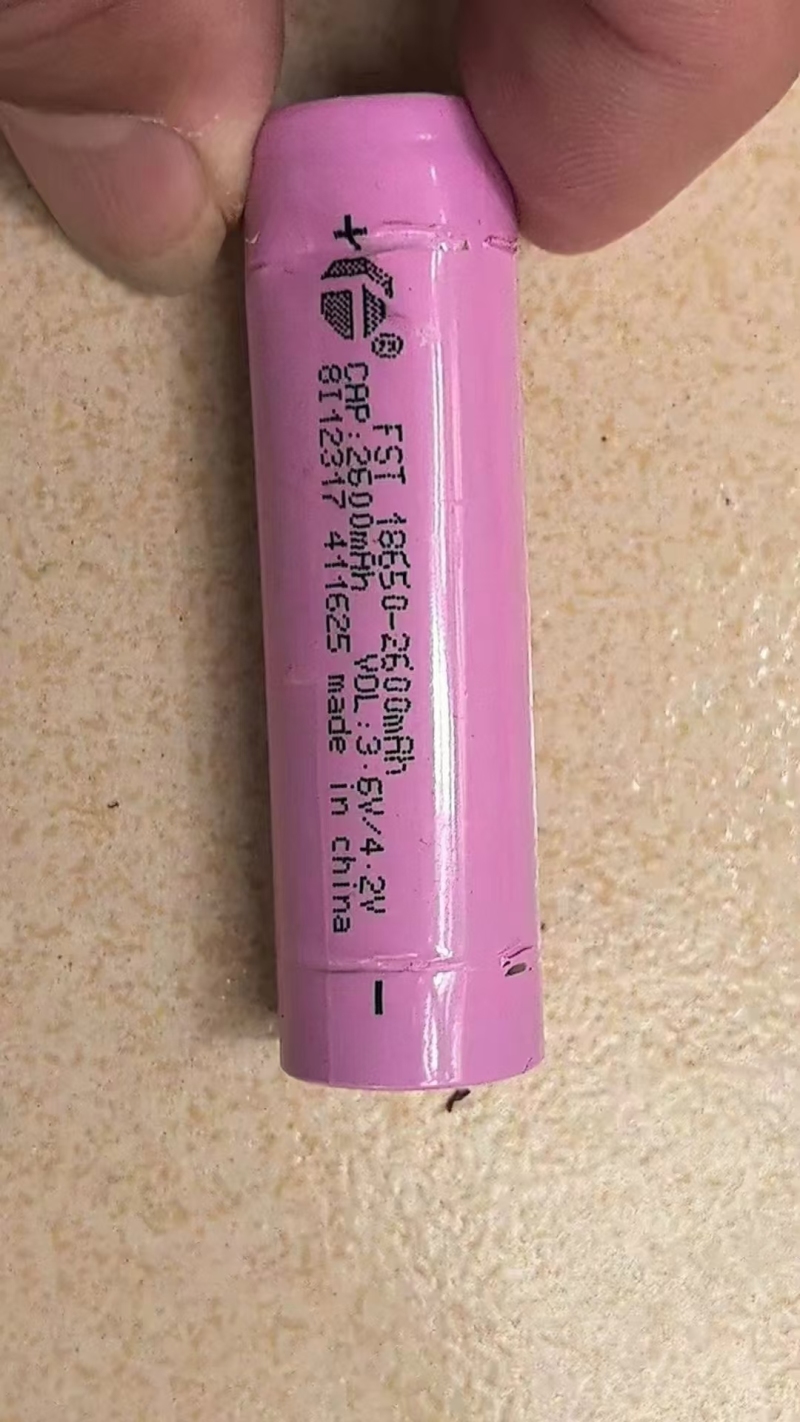 +
®
FST 18650-2600mAh
CAP:2600mAh VOL:3.6V/4.2V
8I12317 411625 made in china
-